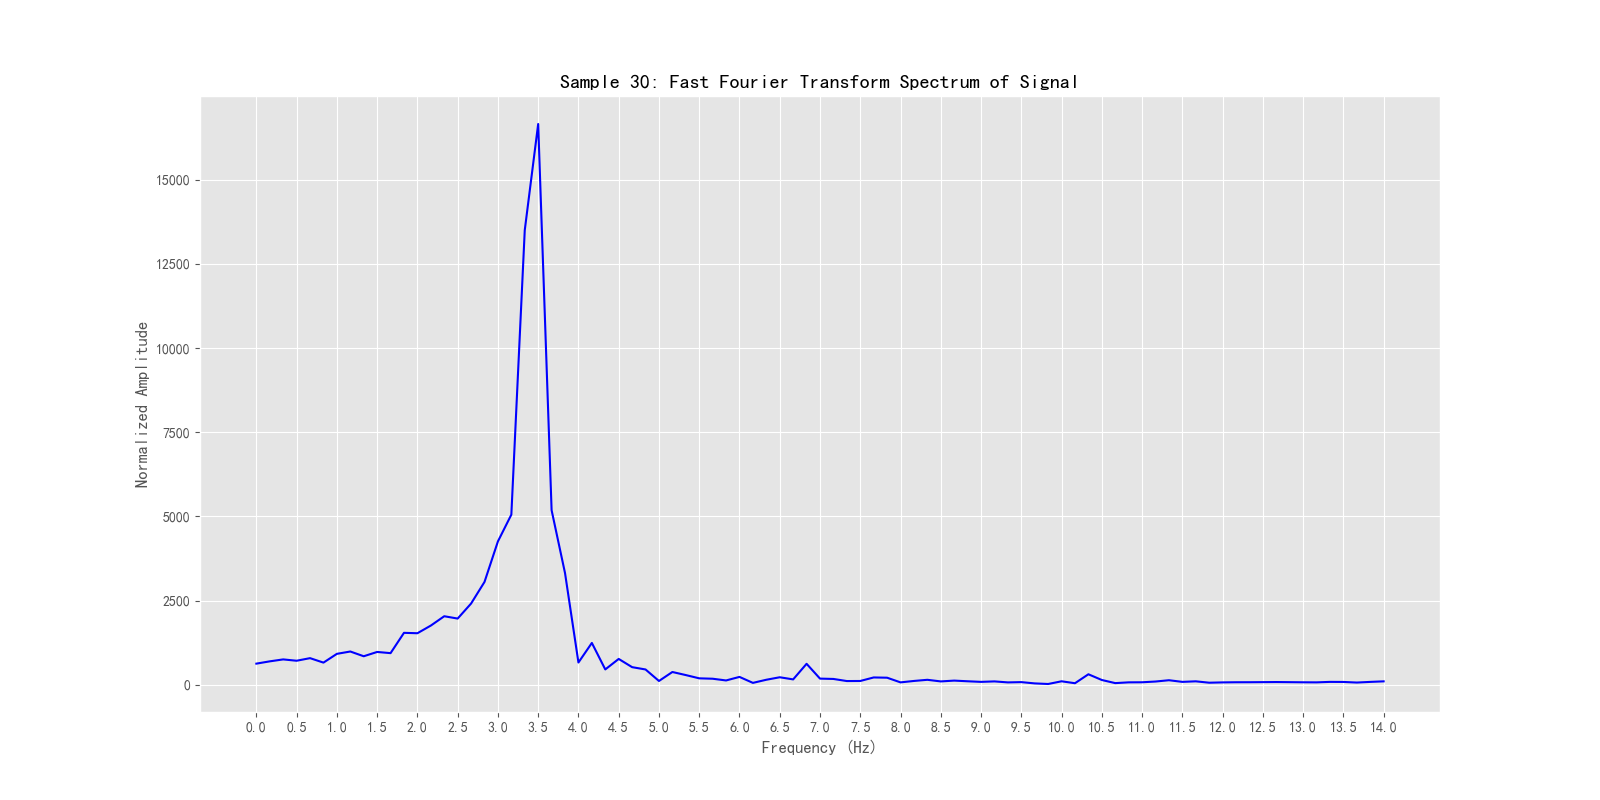 Sample 30: Fast Fourier Transform Spectrum of Signal
Normalized Amplitude
15000
12500
10000
7500
5000
2500
0
0.0 0.5 1.0 1.5 2.0 2.5 3.0 3.5 4.0 4.5 5.0 5.5 6.0 6.5 7.0 7.5 8.0 8.5 9.0 9.5 10.0 10.5 11.0 11.5 12.0 12.5 13.0 13.5 14.0
Frequency (Hz)